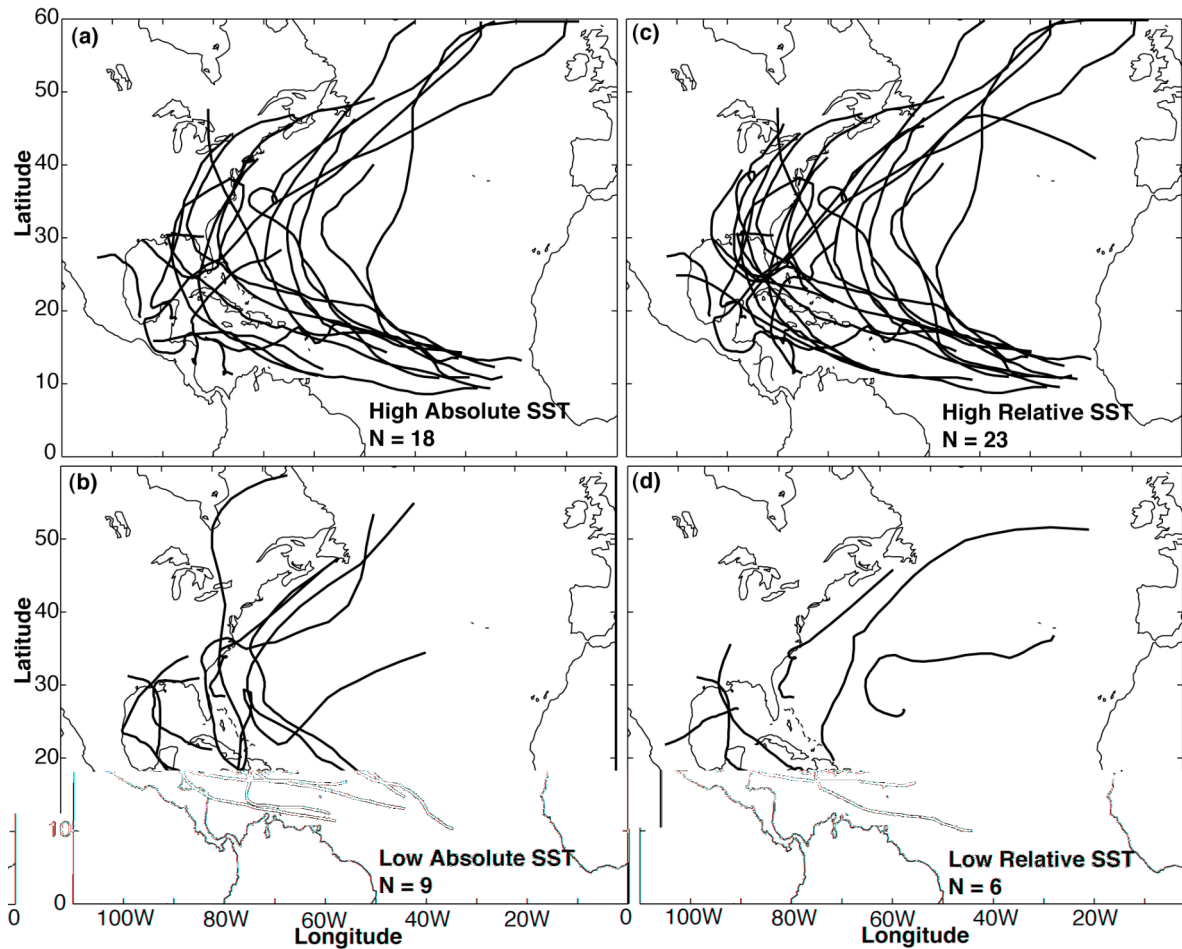 60
(a)
(c)
50
40
Latitude
30
20
10
High Absolute SST
N = 18
High Relative SST
N = 23
0
(b)
(d)
50
40
Latitude
30
20
10
Low Absolute SST
N = 9
Low Relative SST
N = 6
0
0 100W 80W 60W 40W 20W 0 100W 80W 60W 40W 20W
Longitude Longitude